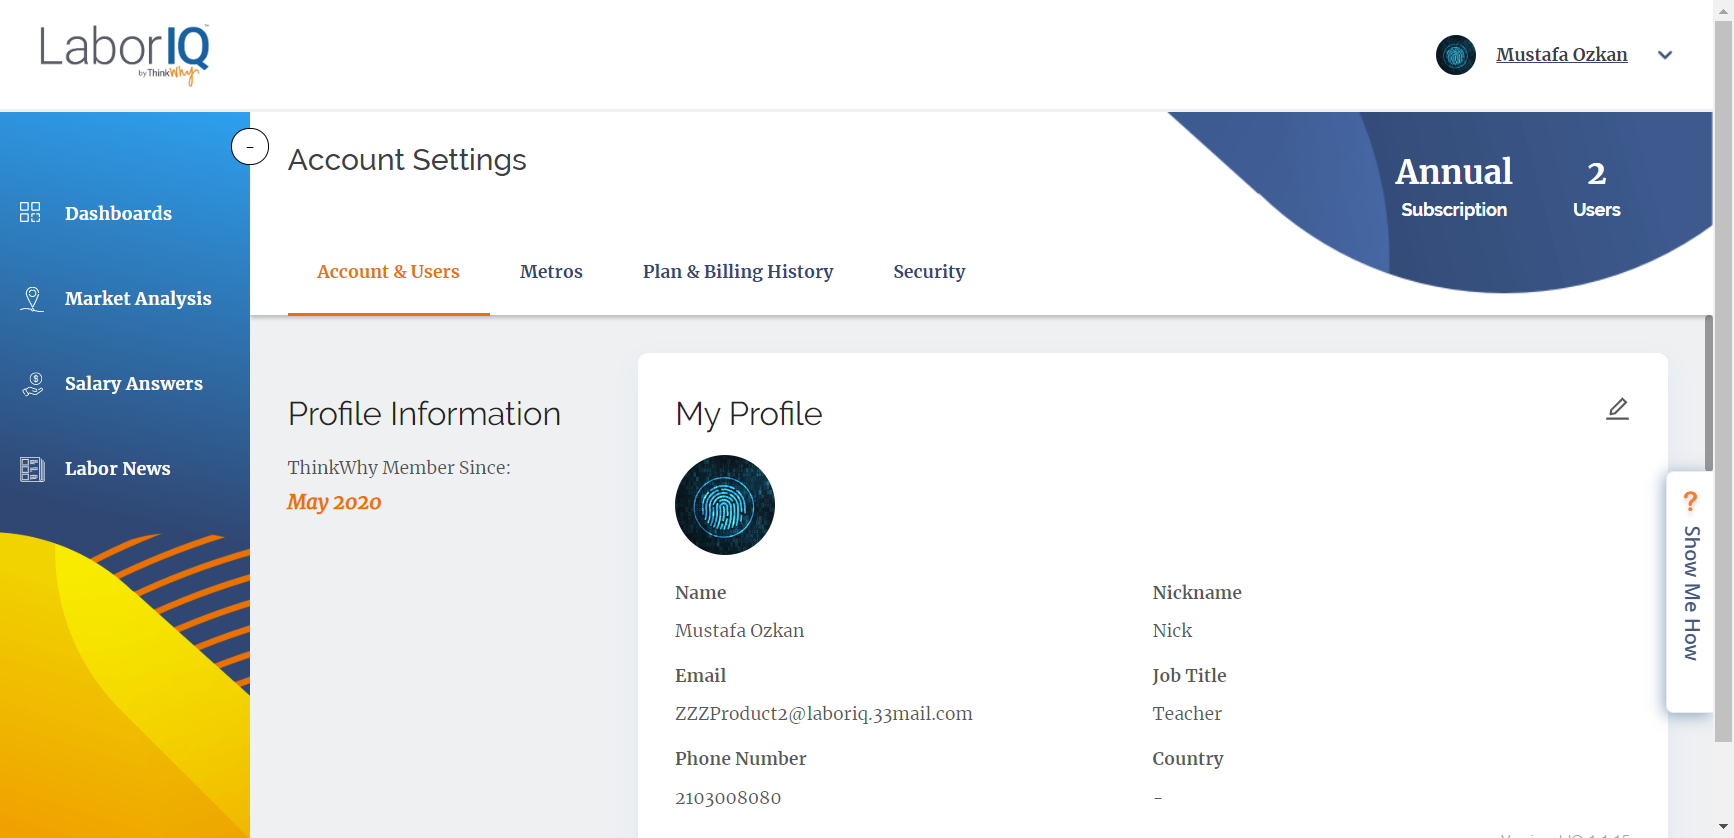 LaborIQ
by ThinkWhy
Mustafa Ozkan
-
Account Settings
Annual
Subscription
2
Users
Dashboards
Market Analysis
Salary Answers
Labor News
Account & Users
Metros
Plan & Billing History
Security
Profile Information
ThinkWhy Member Since:
May 2020
My Profile
Name
Mustafa Ozkan
Nickname
Nick
Email
ZZZProduct2@laboriq.33mail.com
Job Title
Teacher
Phone Number
2103008080
Country
-
? Show Me How